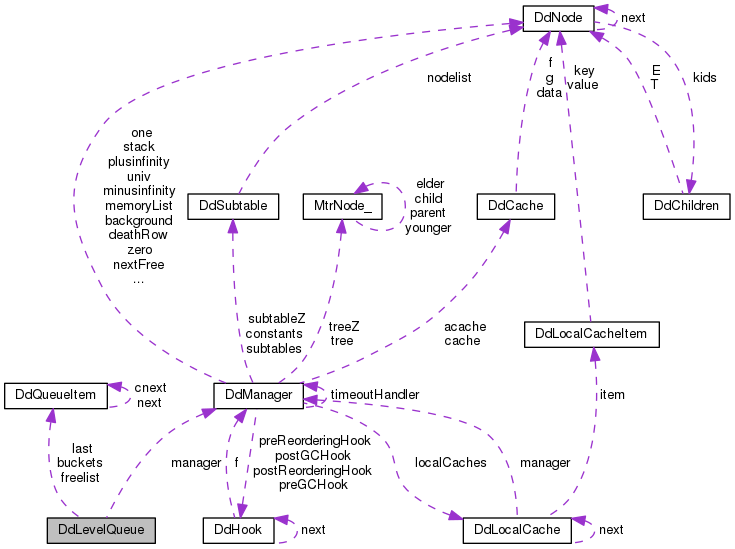 DdNode
next
f
g
data
key
value
E
T
kids
nodelist
one
stack
plusinfinity
univ
minusinfinity
memoryList
background
deathRow
zero
nextFree
...
elder
child
parent
younger
DdSubtable
MtrNode_
DdCache
DdChildren
subtableZ
constants
subtables
treeZ
tree
acache
cache
DdLocalCacheItem
DdQueueItem
cnext
next
DdManager
timeoutHandler
item
last
buckets
freelist
manager
f
preReorderingHook
postGCHook
postReorderingHook
preGCHook
localCaches
manager
DdLevelQueue
DdHook
next
DdLocalCache
next